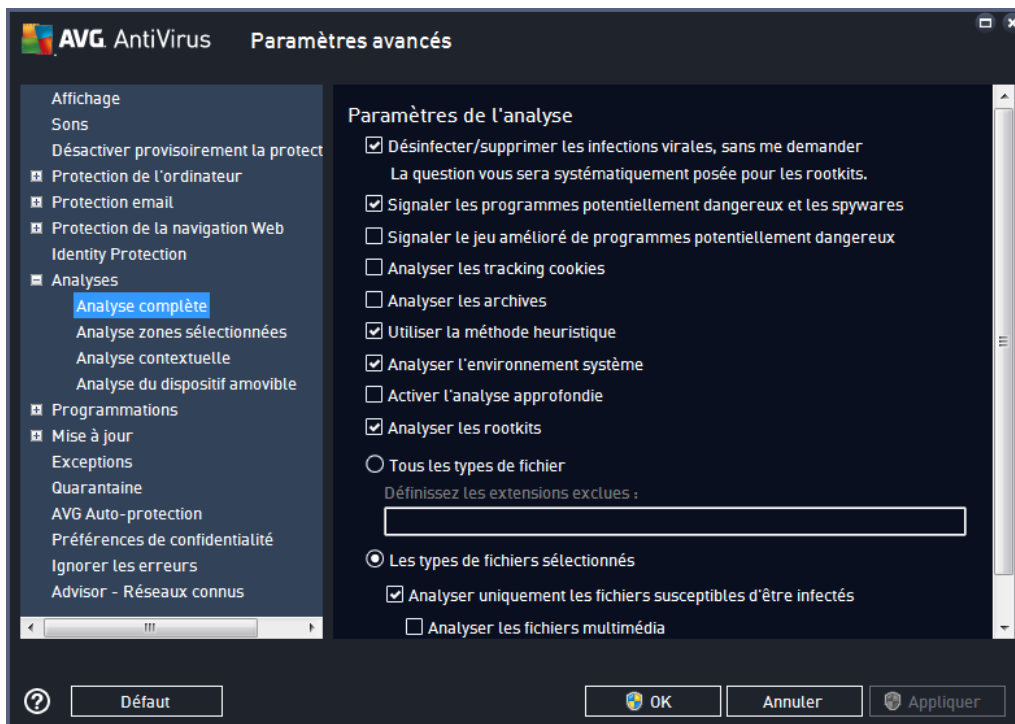 AVG. AntiVirus Paramètres avancés
Affichage
Sons
Désactiver provisoirement la protect
Protection de l'ordinateur
Protection email
Protection de la navigation Web
Identity Protection
Analyses
Analyse complète
Analyse zones sélectionnées
Analyse contextuelle
Analyse du dispositif amovible
Programmations
Mise à jour
Exceptions
Quarantaine
AVG Auto-protection
Préférences de confidentialité
Ignorer les erreurs
Advisor - Réseaux connus
Paramètres de l'analyse
Désinfecter/supprimer les infections virales, sans me demander
La question vous sera systématiquement posée pour les rootkits.
Signaler les programmes potentiellement dangereux et les spywares
Signaler le jeu amélioré de programmes potentiellement dangereux
Analyser les tracking cookies
Analyser les archives
Utiliser la méthode heuristique
Analyser l'environnement système
Activer l'analyse approfondie
Analyser les rootkits
Tous les types de fichier
Définissez les extensions exclues :
Les types de fichiers sélectionnés
Analyser uniquement les fichiers susceptibles d'être infectés
Analyser les fichiers multimédia
? Défaut OK Annuler Appliquer